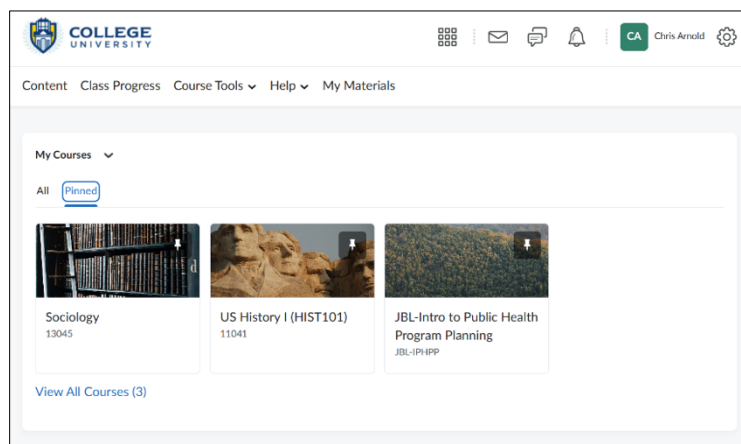 COLLEGE
UNIVERSITY
CA Chris Arnold
Content Class Progress Course Tools Help My Materials
My Courses
All Pinned
Sociology
13045
US History I (HIST101)
11041
JBL-Intro to Public Health
Program Planning
JBL-IPHPP
View All Courses (3)